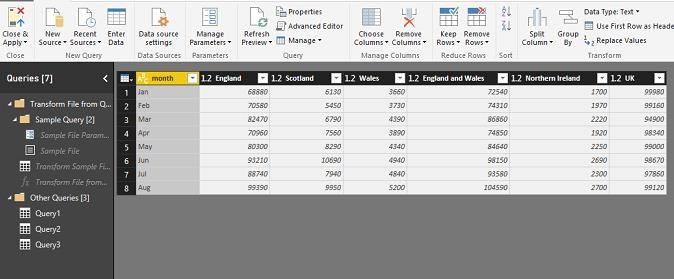 Close &
Apply
New
Source
Recent
Sources
Enter
Data
Data source
settings
Manage
Parameters
Refresh
Preview
Properties
Advanced Editor
Manage
Choose
Columns
Remove
Columns
Keep
Rows
Remove
Rows
Split
Column
Group
By
Data Type: Text
Use First Row as Heade
Replace Values
Close
New Query
Data Sources
Parameters
Query
Manage Columns
Reduce Rows
Sort
Transform
Queries [7]
Transform File from Q...
Sample Query [2]
Sample File Param...
Sample File
Transform Sample Fi...
Transform File from...
Other Queries [3]
Query1
Query2
Query3
month 1.2 England 1.2 Scotland 1.2 Wales 1.2 England and Wales 1.2 Northern Ireland 1.2 UK
1 Jan 68880 6130 3660 72540 1700 99980
2 Feb 70580 5450 3730 74310 1970 99160
3 Mar 82470 6790 4390 86860 2220 94900
4 Apr 70960 7560 3890 74850 1920 98340
5 May 80300 8290 4340 84640 2250 99000
6 Jun 93210 10690 4940 98150 2690 98670
7 Jul 88740 7940 4840 93580 2300 97860
8 Aug 99390 9950 5200 104590 2700 99120